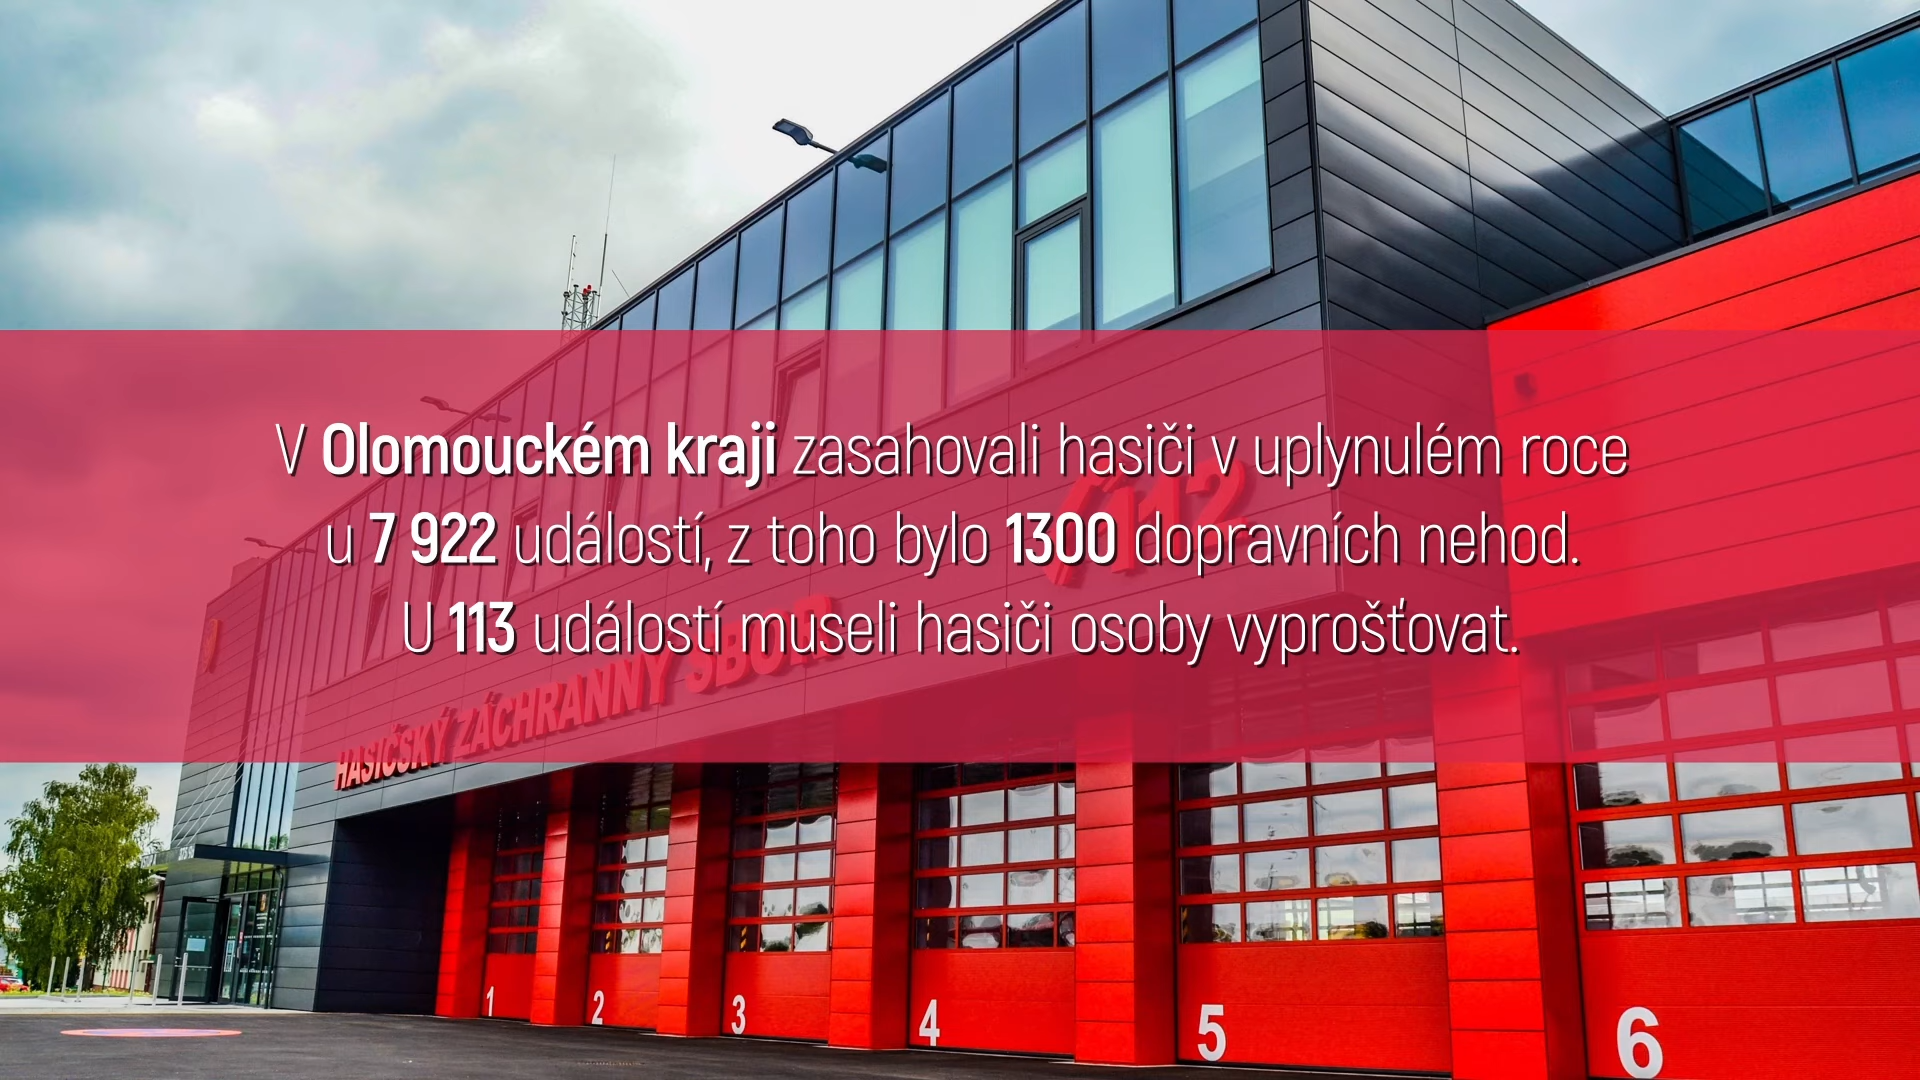 V Olomouckém kraji zasahovali hasiči v uplynulém roce
u 7 922 událostí, z toho bylo 1300 dopravních nehod.
U 113 událostí museli hasiči osoby vyprošťovat.
112
HASIČSKÝ ZÁCHRANNÝ SBOR
1
2
3
4
5
6